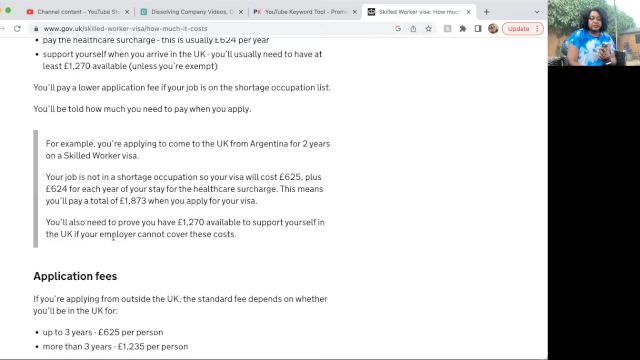 Channel content - YouTube St
Dissolving Company Videos, D
YouTube Keyword Tool - Promo
Skilled Worker visa: How muc
www.gov.uk/skilled-worker-visa/how-much-it-costs
Update
pay the healthcare surcharge - this is usually £624 per year
support yourself when you arrive in the UK - you'll usually need to have at
least £1,270 available (unless you're exempt)
You'll pay a lower application fee if your job is on the shortage occupation list.
You'll be told how much you need to pay when you apply.
For example, you're applying to come to the UK from Argentina for 2 years
on a Skilled Worker visa.
Your job is not in a shortage occupation so your visa will cost £625, plus
£624 for each year of your stay for the healthcare surcharge. This means
you'll pay a total of £1,873 when you apply for your visa.
You'll also need to prove you have £1,270 available to support yourself in
the UK if your employer cannot cover these costs.
Application fees
If you're applying from outside the UK, the standard fee depends on whether
you'll be in the UK for:
up to 3 years - £625 per person
more than 3 years - £1,235 per person